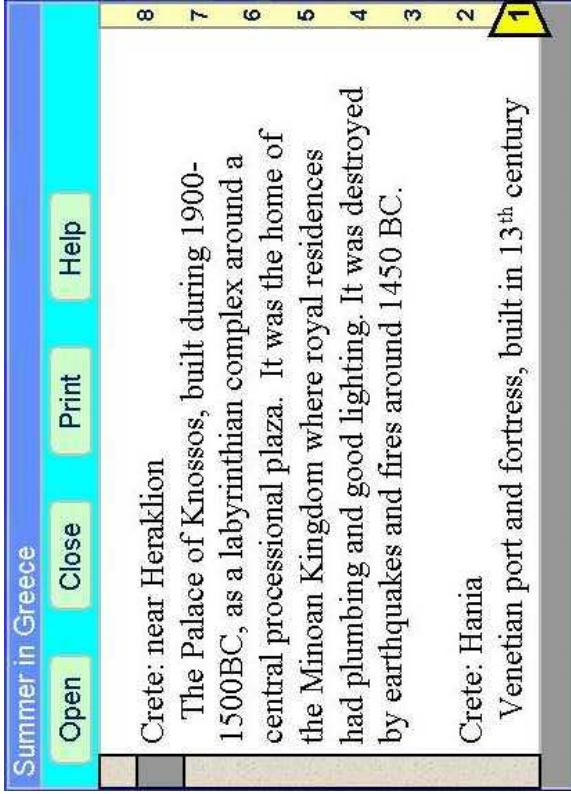 Summer in Greece
Open Close Print Help
Crete: near Heraklion
The Palace of Knossos, built during 1900-
1500BC, as a labyrinthian complex around a
central processional plaza. It was the home of
the Minoan Kingdom where royal residences
had plumbing and good lighting. It was destroyed
by earthquakes and fires around 1450 BC.
Crete: Hania
Venetian port and fortress, built in 13th century
8
7
6
5
4
3
2
1